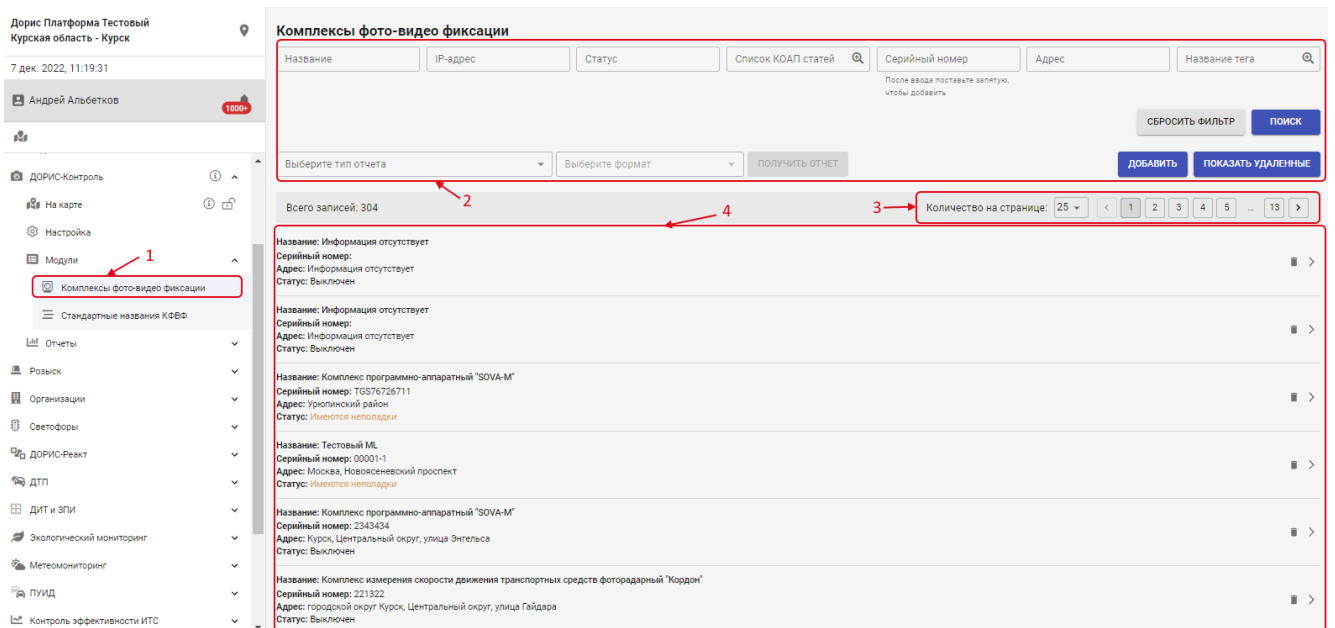 Дорис Платформа Тестовый
Курская область - Курск
7 дек. 2022, 11:19:31
Андрей Альбетков
1000+
ДОРИС-Контроль
На карте
Настройка
Модули
1
Комплексы фото-видео фиксации
Стандартные названия КФВФ
Отчеты
Розыск
Организации
Светофоры
ДОРИС-Реакт
ДТП
ДИТ и ЗПИ
Экологический мониторинг
Метеомониторинг
ПУИД
Контроль эффективности ИТС
Комплексы фото-видео фиксации
Название IP-адрес Статус Список КОАП статей Серийный номер Адрес Название тега
После ввода поставьте запятую,
чтобы добавить
СБРОСИТЬ ФИЛЬТР ПОИСК
Выберите тип отчета Выберите формат ПОЛУЧИТЬ ОТЧЕТ ДОБАВИТЬ ПОКАЗАТЬ УДАЛЕННЫЕ
2
Всего записей: 304 4 3 Количество на странице: 25 < 1 2 3 4 5 ... 13 >
Название: Информация отсутствует
Серийный номер:
Адрес: Информация отсутствует
Статус: Выключен
Название: Информация отсутствует
Серийный номер:
Адрес: Информация отсутствует
Статус: Выключен
Название: Комплекс программно-аппаратный "SOVA-M"
Серийный номер: TGS76726711
Адрес: Урюпинский район
Статус: Имеются неполадки
Название: Тестовый ML
Серийный номер: 00001-1
Адрес: Москва, Новоясеневский проспект
Статус: Имеются неполадки
Название: Комплекс программно-аппаратный "SOVA-M"
Серийный номер: 2343434
Адрес: Курск, Центральный округ, улица Энгельса
Статус: Выключен
Название: Комплекс измерения скорости движения транспортных средств фоторадарный "Кордон"
Серийный номер: 221322
Адрес: городской округ Курск, Центральный округ, улица Гайдара
Статус: Выключен